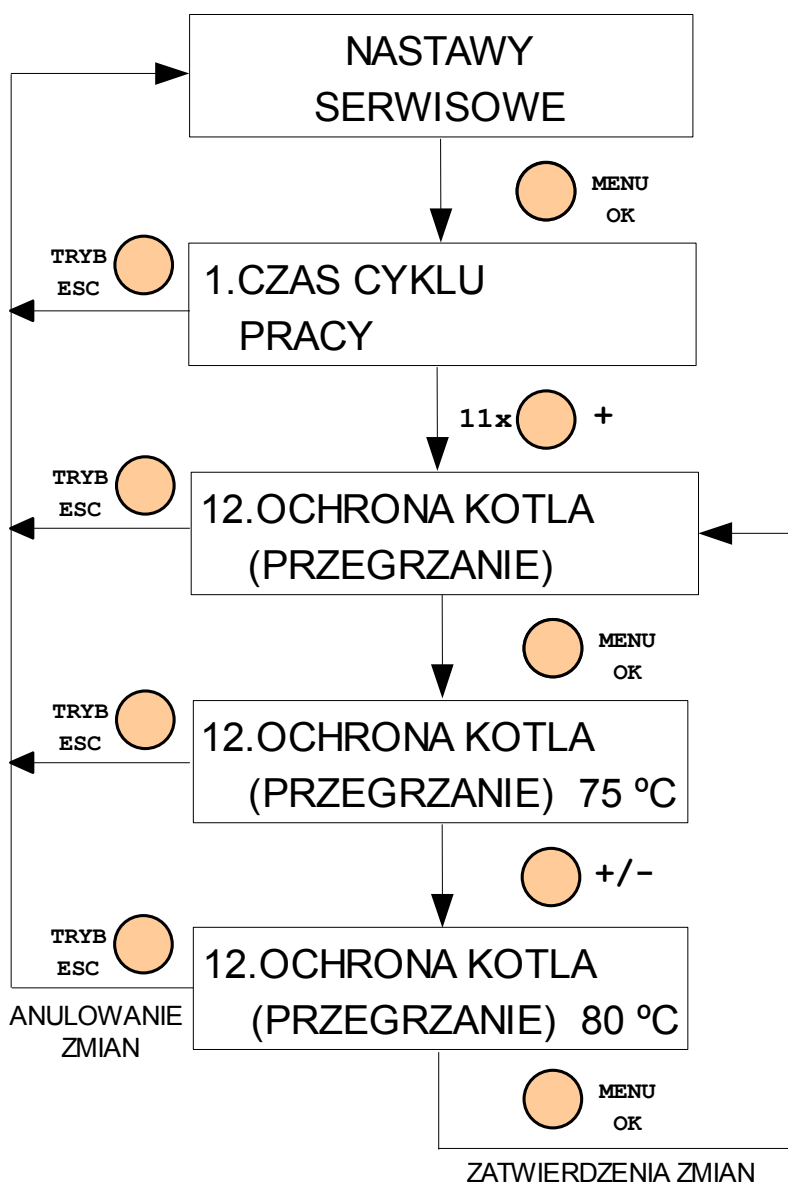 NASTAWY
SERWISOWE
MENU
OK
TRYB
ESC
1.CZAS CYKLU
PRACY
11x +
TRYB
ESC
12.OCHRONA KOTLA
(PRZEGRZANIE)
MENU
OK
TRYB
ESC
12.OCHRONA KOTLA
(PRZEGRZANIE) 75 ºC
+/-
TRYB
ESC
12.OCHRONA KOTLA
(PRZEGRZANIE) 80 ºC
ANULOWANIE
ZMIAN
MENU
OK
ZATWIERDZENIA ZMIAN